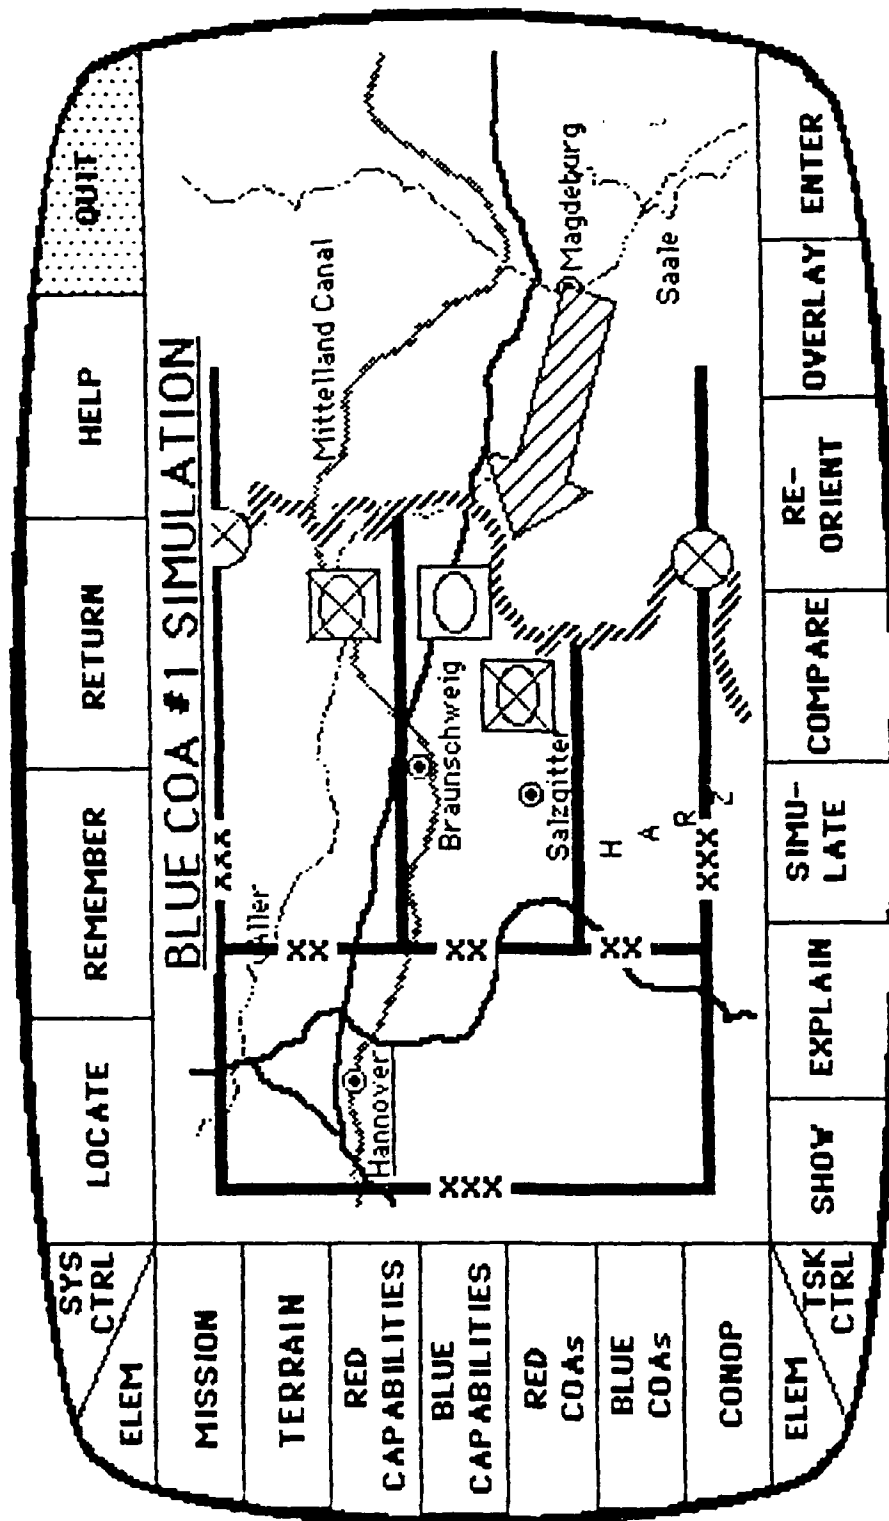 SYS
CTRL
LOCATE
REMEMBER
RETURN
HELP
QUIT
ELEM
MISSION
TERRAIN
RED
CAPABILITIES
BLUE
CAPABILITIES
RED
COAs
BLUE
COAs
CONOP
ELEM
BLUE COA #1 SIMULATION
XXX
Aller
Mittelland Canal
XX
Hannover
Braunschweig
XX
XXX
Magdeburg
Salzgitter
Saale
H A R Z
XX
XXX
TSK
CTRL
SHOW
EXPLAIN
SIMU-
LATE
COMPARE
RE-
ORIENT
OVERLAY
ENTER